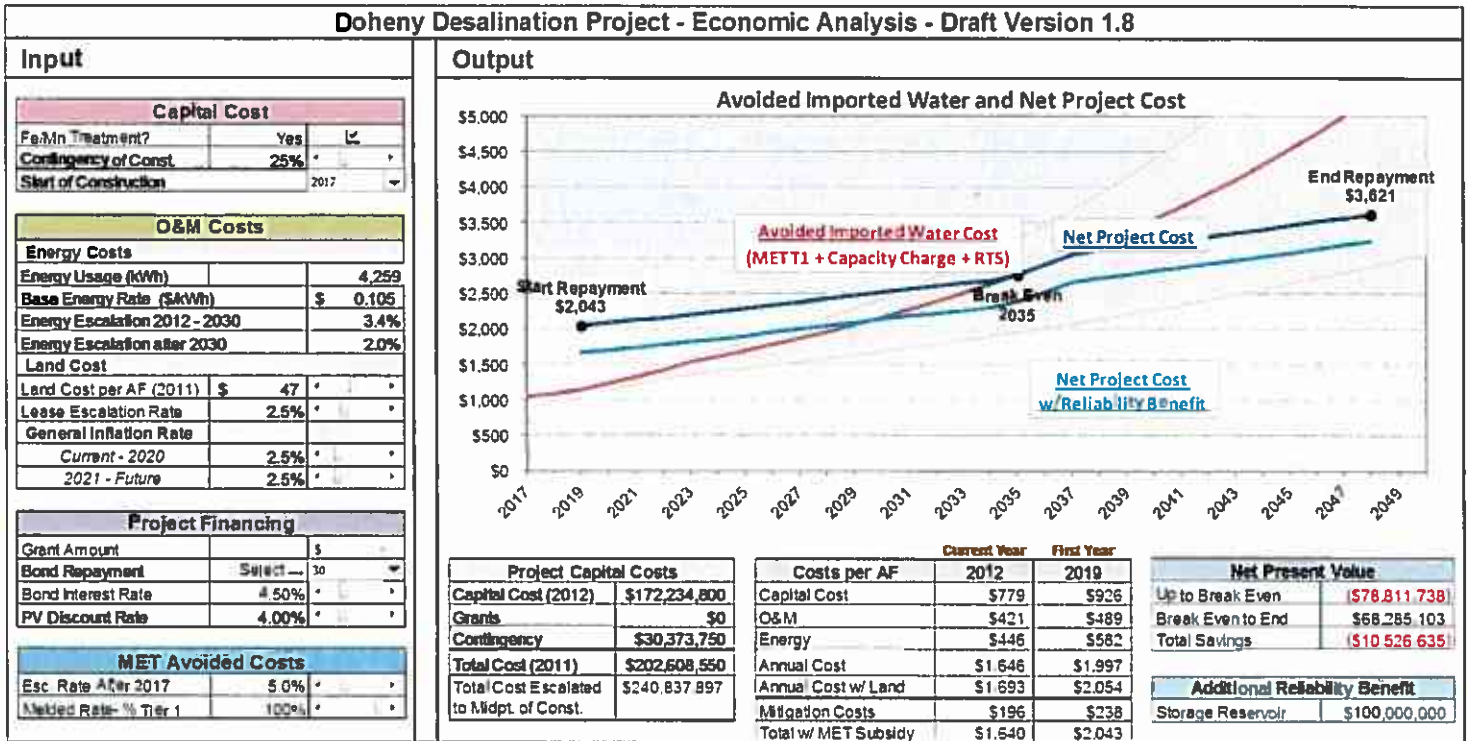 Doheny Desalination Project - Economic Analysis - Draft Version 1.8
Input
Capital Cost
Fe/Mn Treatment? Yes
Contingency of Const. 25%
Start of Construction 2017
O&M Costs
Energy Costs
Energy Usage (kWh) 4,259
Base Energy Rate ($/kWh) $ 0.105
Energy Escalation 2012 - 2030 3.4%
Energy Escalation after 2030 2.0%
Land Cost
Land Cost per AF (2011) $ 47
Lease Escalation Rate 2.5%
General Inflation Rate
Current - 2020 2.5%
2021 - Future 2.5%
Project Financing
Grant Amount $
Bond Repayment Select 30
Bond Interest Rate 4.50%
PV Discount Rate 4.00%
MET Avoided Costs
Esc. Rate After 2017 5.0%
Melded Rate- % Tier 1 100%
Output
Avoided Imported Water and Net Project Cost
$5,000
$4,500
$4,000
$3,500
$3,000
$2,500
$2,000
$1,500
$1,000
$500
$0
End Repayment
$3,621
Avoided Imported Water Cost
(METT1 + Capacity Charge + RTS)
Net Project Cost
Start Repayment
$2,043
Break Even
2035
Net Project Cost
w/Reliability Benefit
2017 2019 2021 2023 2025 2027 2029 2031 2033 2035 2037 2039 2041 2043 2045 2047 2049
Project Capital Costs
Capital Cost (2012) $172,234,800
Grants $0
Contingency $30,373,750
Total Cost (2011) $202,608,550
Total Cost Escalated $240,837,897
to Midpt. of Const.
Current Year First Year
Costs per AF 2012 2019
Capital Cost $779 $926
O&M $421 $489
Energy $446 $582
Annual Cost $1,646 $1,997
Annual Cost w/ Land $1,693 $2,054
Mitigation Costs $196 $238
Total w/ MET Subsidy $1,640 $2,043
Net Present Value
Up to Break Even ($78,811,738)
Break Even to End $68,285,103
Total Savings ($10,526,635)
Additional Reliability Benefit
Storage Reservoir $100,000,000